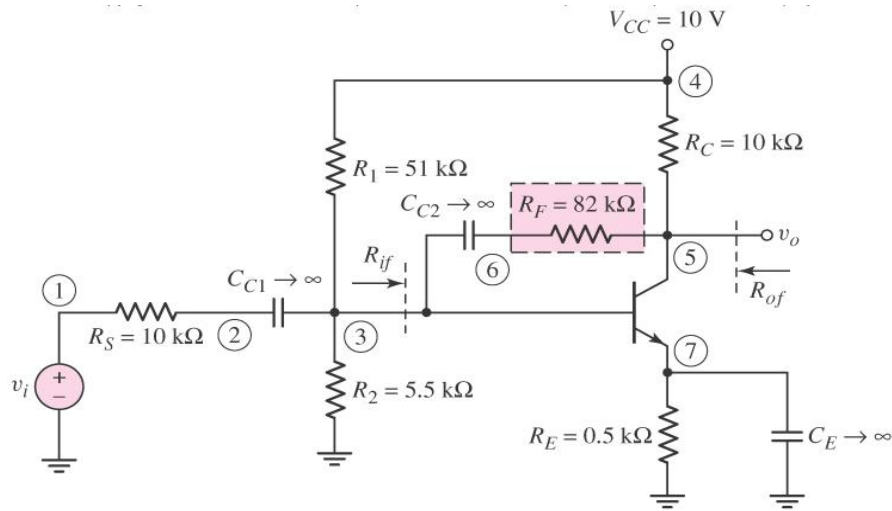 V_CC = 10 V
④
R_C = 10 kΩ
R_1 = 51 kΩ
C_C2 → ∞
R_F = 82 kΩ
v_o
R_if
⑤
⑥
R_of
①
C_C1 → ∞
R_S = 10 kΩ
②
③
⑦
v_i
+
−
R_2 = 5.5 kΩ
R_E = 0.5 kΩ
C_E → ∞